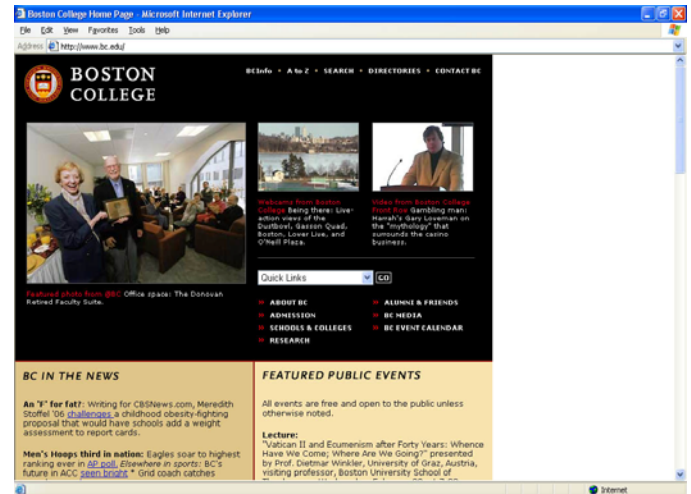 Boston College Home Page - Microsoft Internet Explorer
File Edit View Favorites Tools Help
Address http://www.bc.edu/
BOSTON
COLLEGE
BCInfo • A to Z • SEARCH • DIRECTORIES • CONTACT BC
Featured photo from @BC Office space: The Donovan
Retired Faculty Suite.
Webcams from Boston
College Being there: Live-
action views of the
Dustbowl, Gasson Quad,
Boston, Lower Live, and
O'Neill Plaza.
Video from Boston College
Front Row Gambling man:
Harrah's Gary Loveman on
the "mythology" that
surrounds the casino
business.
Quick Links GO
» ABOUT BC
» ADMISSION
» SCHOOLS & COLLEGES
» RESEARCH
» ALUMNI & FRIENDS
» BC MEDIA
» BC EVENT CALENDAR
BC IN THE NEWS
An 'F' for fat?: Writing for CBSNews.com, Meredith
Stoffel '06 challenges a childhood obesity-fighting
proposal that would have schools add a weight
assessment to report cards.
Men's Hoops third in nation: Eagles soar to highest
ranking ever in AP poll. Elsewhere in sports: BC's
future in ACC seen bright * Grid coach catches
FEATURED PUBLIC EVENTS
All events are free and open to the public unless
otherwise noted.
Lecture:
"Vatican II and Ecumenism after Forty Years: Whence
Have We Come; Where Are We Going?" presented
by Prof. Dietmar Winkler, University of Graz, Austria,
visiting professor, Boston University School of
Internet